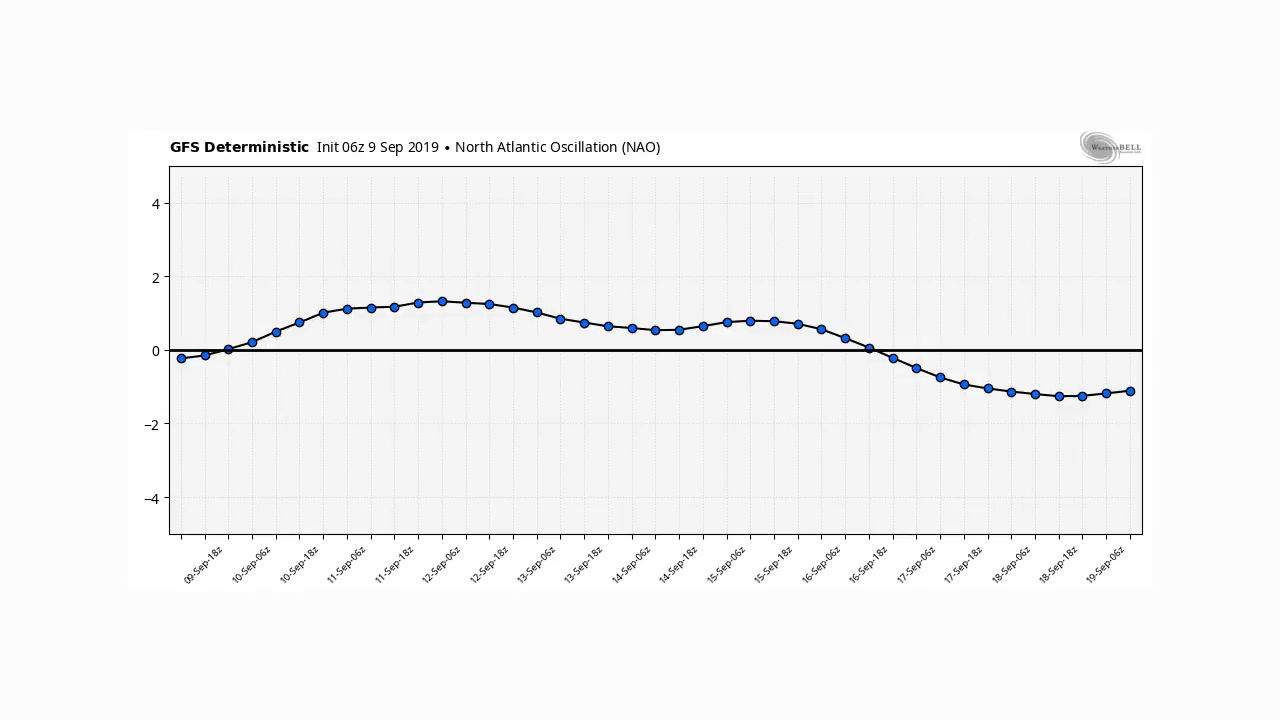 GFS Deterministic Init 06z 9 Sep 2019 • North Atlantic Oscillation (NAO)
WeatherBELL
4
2
0
−2
−4
09-Sep-18z 10-Sep-06z 10-Sep-18z 11-Sep-06z 11-Sep-18z 12-Sep-06z 12-Sep-18z 13-Sep-06z 13-Sep-18z 14-Sep-06z 14-Sep-18z 15-Sep-06z 15-Sep-18z 16-Sep-06z 16-Sep-18z 17-Sep-06z 17-Sep-18z 18-Sep-06z 18-Sep-18z 19-Sep-06z